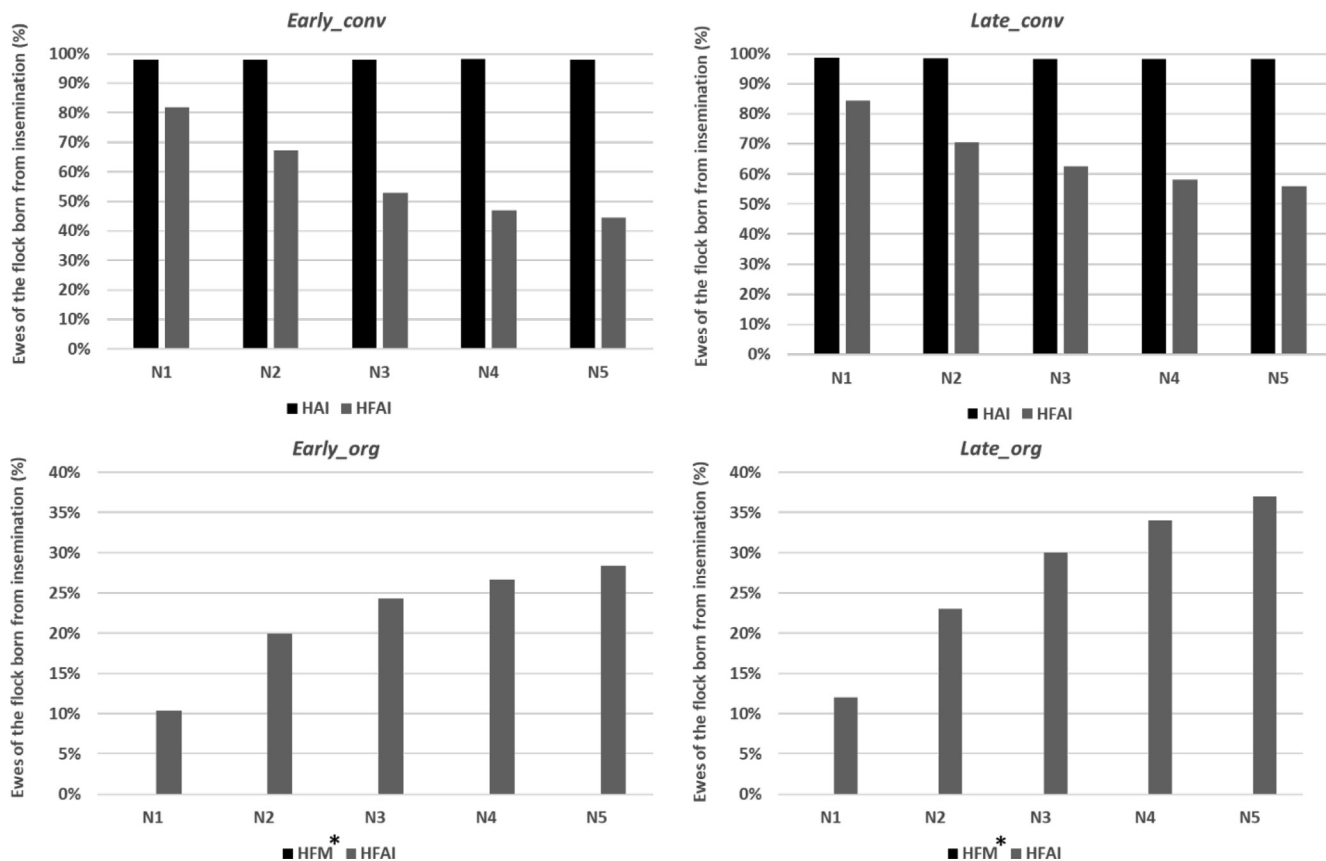 Early_conv
Ewes of the flock born from insemination (%)
100%
90%
80%
70%
60%
50%
40%
30%
20%
10%
0%
N1 N2 N3 N4 N5
HAI HFAI
Late_conv
Ewes of the flock born from insemination (%)
100%
90%
80%
70%
60%
50%
40%
30%
20%
10%
0%
N1 N2 N3 N4 N5
HAI HFAI
Early_org
Ewes of the flock born from insemination (%)
40%
35%
30%
25%
20%
15%
10%
5%
0%
N1 N2 N3 N4 N5
HFM* HFAI
Late_org
Ewes of the flock born from insemination (%)
40%
35%
30%
25%
20%
15%
10%
5%
0%
N1 N2 N3 N4 N5
HFM* HFAI